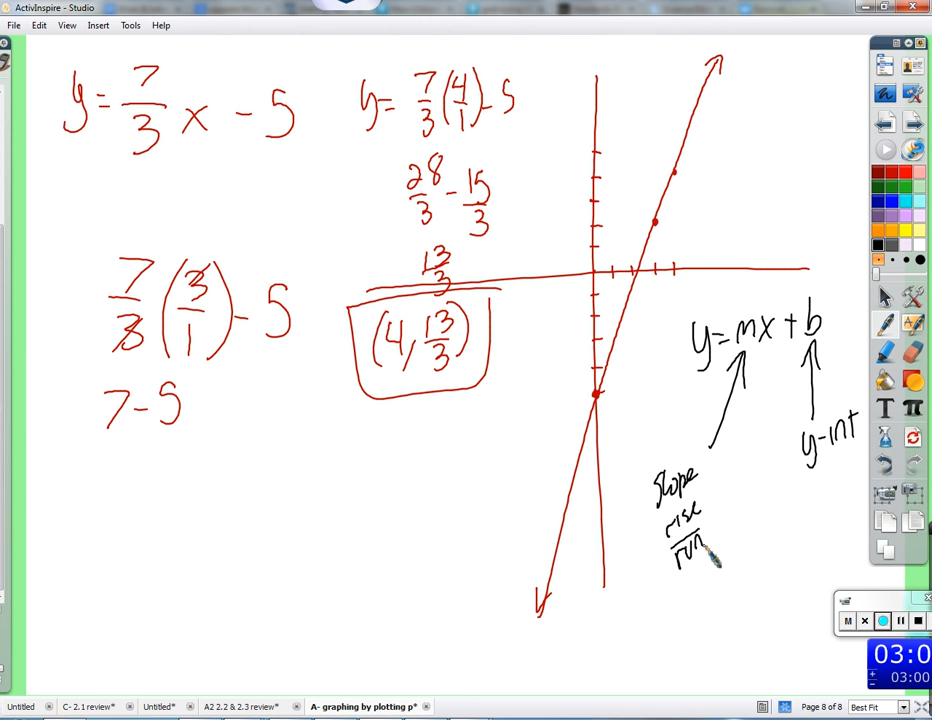 ActivInspire - Studio
File Edit View Insert Tools Help
y = 7/3 x - 5
y = 7/3 (4/1) - 5
28/3 - 15/3
13/3
(4, 13/3)
7/3 (3/1) - 5
7 - 5
y = mx + b
y-int
slope
rise
run
M
03:0
03:00
Untitled
C- 2.1 review*
Untitled*
A2 2.2 & 2.3 review*
A- graphing by plotting p*
Page 8 of 8
Best Fit